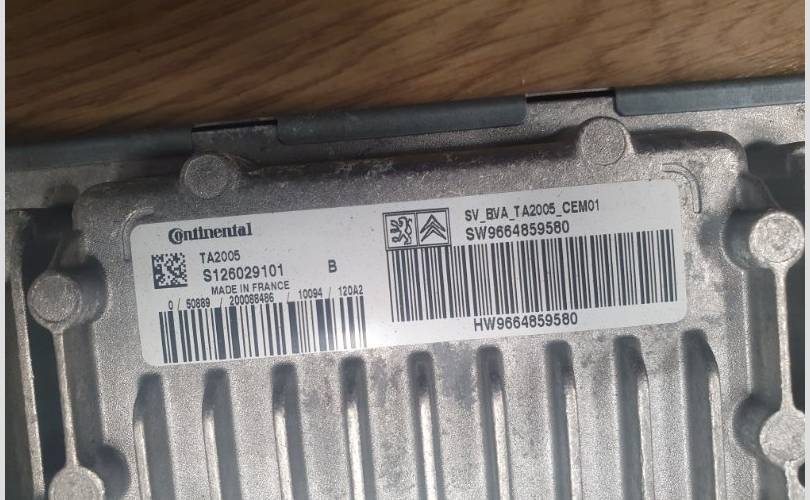 Continental
TA2005
S126029101 B
MADE IN FRANCE
0 / 50889 / 200088486 / 10094 / 120A2
SV_BVA_TA2005_CEM01
SW9664859580
HW9664859580